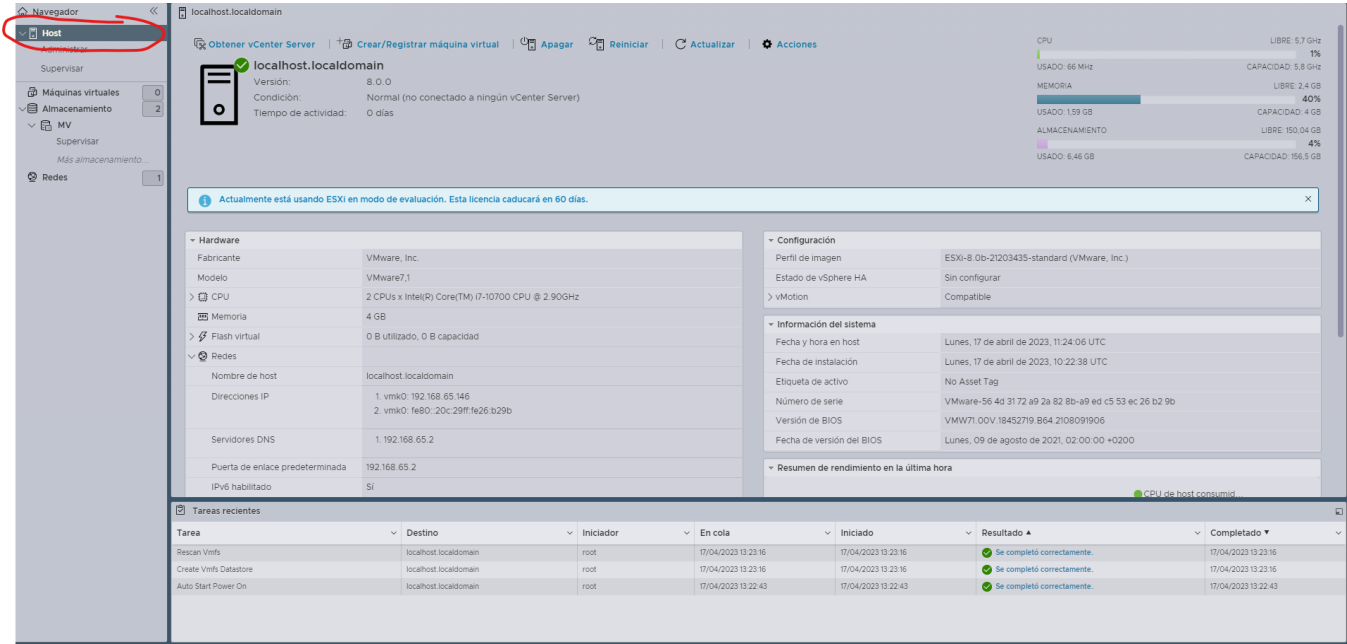 Navegador
localhost.localdomain
Host
Administrar
Supervisar
Máquinas virtuales 0
Almacenamiento 2
MV
Supervisar
Más almacenamiento...
Redes 1
Obtener vCenter Server | Crear/Registrar máquina virtual | Apagar Reiniciar | Actualizar | Acciones
localhost.localdomain
Versión: 8.0.0
Condición: Normal (no conectado a ningún vCenter Server)
Tiempo de actividad: 0 días
CPU LIBRE: 5,7 GHz
1%
USADO: 66 MHz CAPACIDAD: 5,8 GHz
MEMORIA LIBRE: 2,4 GB
40%
USADO: 1,59 GB CAPACIDAD: 4 GB
ALMACENAMIENTO LIBRE: 150,04 GB
4%
USADO: 6,46 GB CAPACIDAD: 156,5 GB
Actualmente está usando ESXi en modo de evaluación. Esta licencia caducará en 60 días.
Hardware
Fabricante VMware, Inc.
Modelo VMware7,1
CPU 2 CPUs x Intel(R) Core(TM) i7-10700 CPU @ 2.90GHz
Memoria 4 GB
Flash virtual 0 B utilizado, 0 B capacidad
Redes
Nombre de host localhost.localdomain
Direcciones IP 1. vmk0: 192.168.65.146
2. vmk0: fe80::20c:29ff:fe26:b29b
Servidores DNS 1. 192.168.65.2
Puerta de enlace predeterminada 192.168.65.2
IPv6 habilitado Sí
Configuración
Perfil de imagen ESXi-8.0b-21203435-standard (VMware, Inc.)
Estado de vSphere HA Sin configurar
vMotion Compatible
Información del sistema
Fecha y hora en host Lunes, 17 de abril de 2023, 11:24:06 UTC
Fecha de instalación Lunes, 17 de abril de 2023, 10:22:38 UTC
Etiqueta de activo No Asset Tag
Número de serie VMware-56 4d 31 72 a9 2a 82 8b-a9 ed c5 53 ec 26 b2 9b
Versión de BIOS VMW71.00V.18452719.B64.2108091906
Fecha de versión del BIOS Lunes, 09 de agosto de 2021, 02:00:00 +0200
Resumen de rendimiento en la última hora
CPU de host consumid...
Tareas recientes
Tarea Destino Iniciador En cola Iniciado Resultado ▲ Completado ▼
Rescan Vmfs localhost.localdomain root 17/04/2023 13:23:16 17/04/2023 13:23:16 Se completó correctamente. 17/04/2023 13:23:16
Create Vmfs Datastore localhost.localdomain root 17/04/2023 13:23:16 17/04/2023 13:23:16 Se completó correctamente. 17/04/2023 13:23:16
Auto Start Power On localhost.localdomain root 17/04/2023 13:22:43 17/04/2023 13:22:43 Se completó correctamente. 17/04/2023 13:22:43